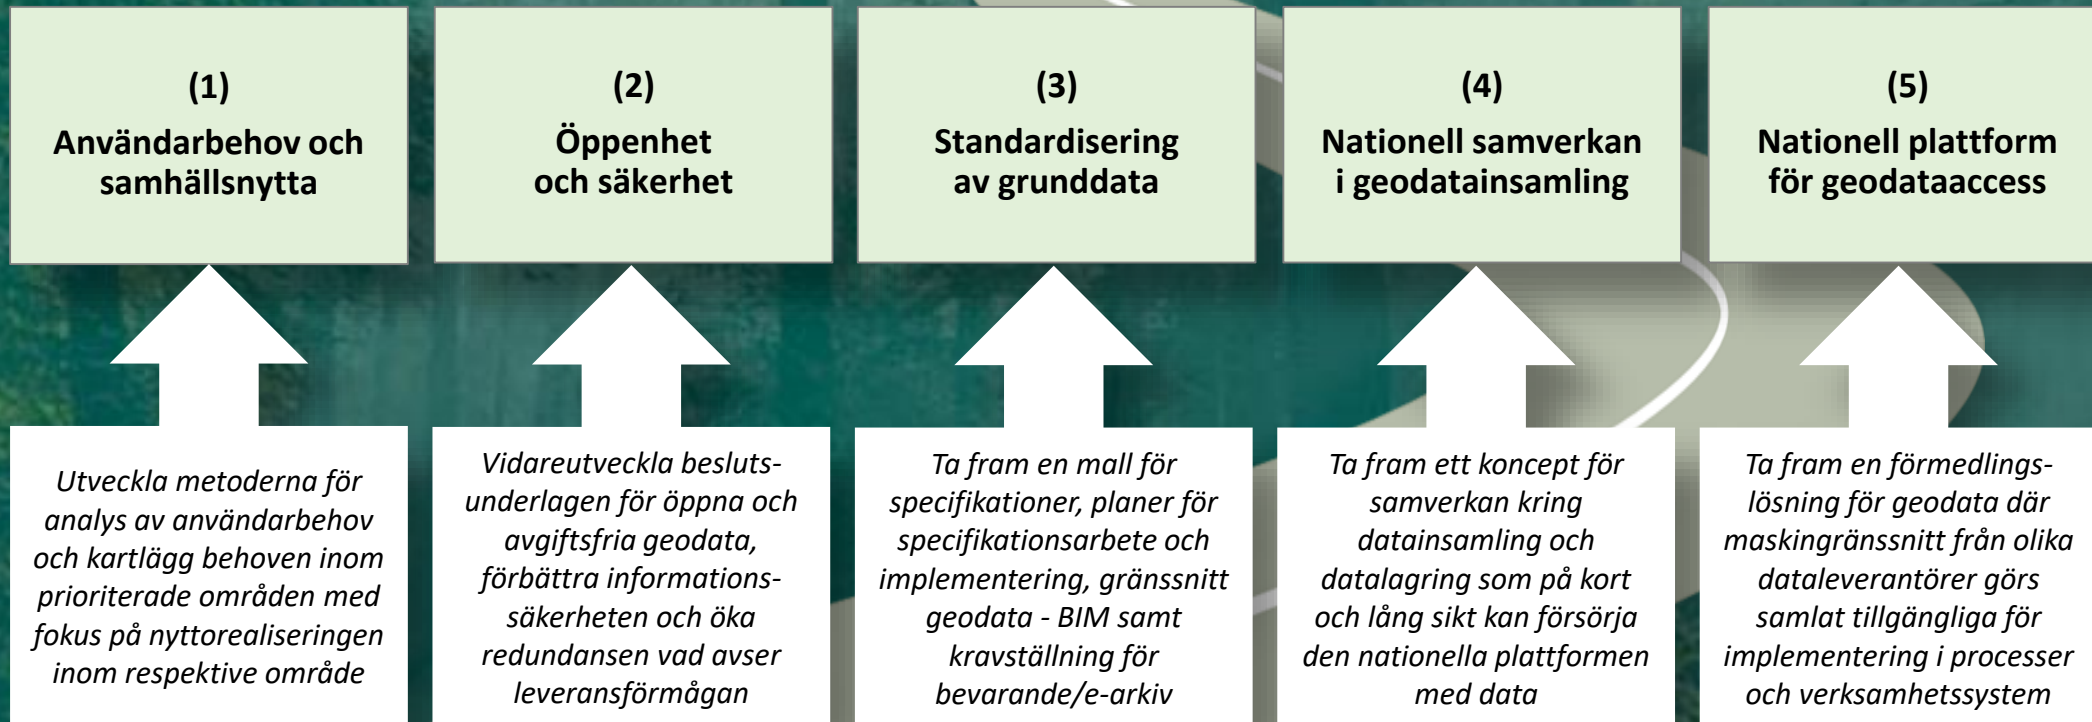 (1)
Användarbehov och
samhällsnytta
(2)
Öppenhet
och säkerhet
(3)
Standardisering
av grunddata
(4)
Nationell samverkan
i geodatainsamling
(5)
Nationell plattform
för geodataaccess
Utveckla metoderna för
analys av användarbehov
och kartlägg behoven inom
prioriterade områden med
fokus på nyttorealiseringen
inom respektive område
Vidareutveckla besluts-
underlagen för öppna och
avgiftsfria geodata,
förbättra informations-
säkerheten och öka
redundansen vad avser
leveransförmågan
Ta fram en mall för
specifikationer, planer för
specifikationsarbete och
implementering, gränssnitt
geodata - BIM samt
kravställning för
bevarande/e-arkiv
Ta fram ett koncept för
samverkan kring
datainsamling och
datalagring som på kort
och lång sikt kan försörja
den nationella plattformen
med data
Ta fram en förmedlings-
lösning för geodata där
maskingränssnitt från olika
dataleverantörer görs
samlat tillgängliga för
implementering i processer
och verksamhetssystem